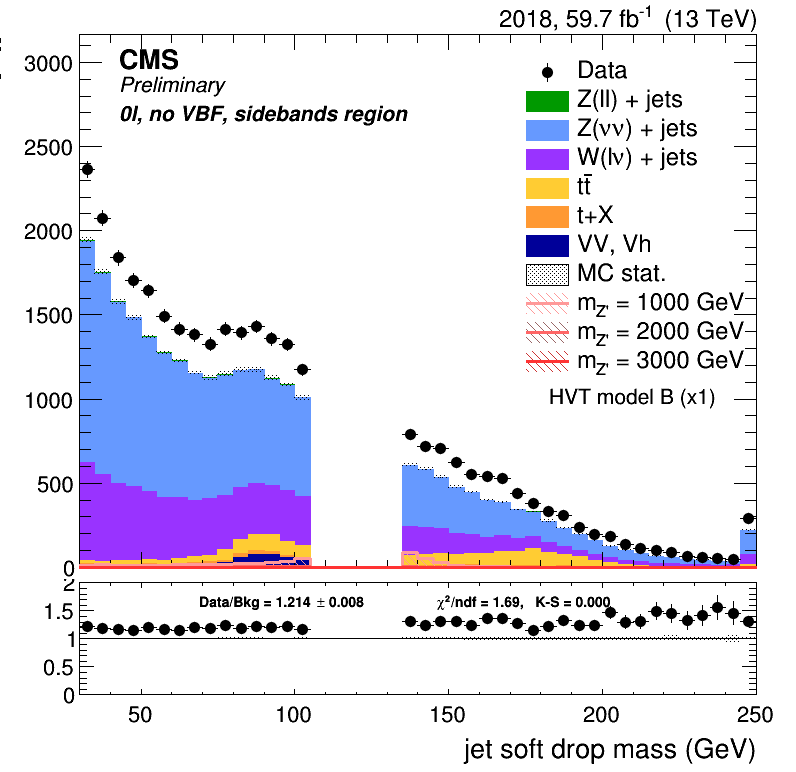 2018, 59.7 fb⁻¹ (13 TeV)
CMS
Preliminary
0l, no VBF, sidebands region
Data
Z(ll) + jets
Z(νν) + jets
W(lν) + jets
tt̄
t+X
VV, Vh
MC stat.
m_Z' = 1000 GeV
m_Z' = 2000 GeV
m_Z' = 3000 GeV
HVT model B (x1)
3000
2500
2000
1500
1000
500
0
Data/Bkg = 1.214 ± 0.008
χ²/ndf = 1.69, K-S = 0.000
2
1.5
1
0.5
0
50
100
150
200
250
jet soft drop mass (GeV)